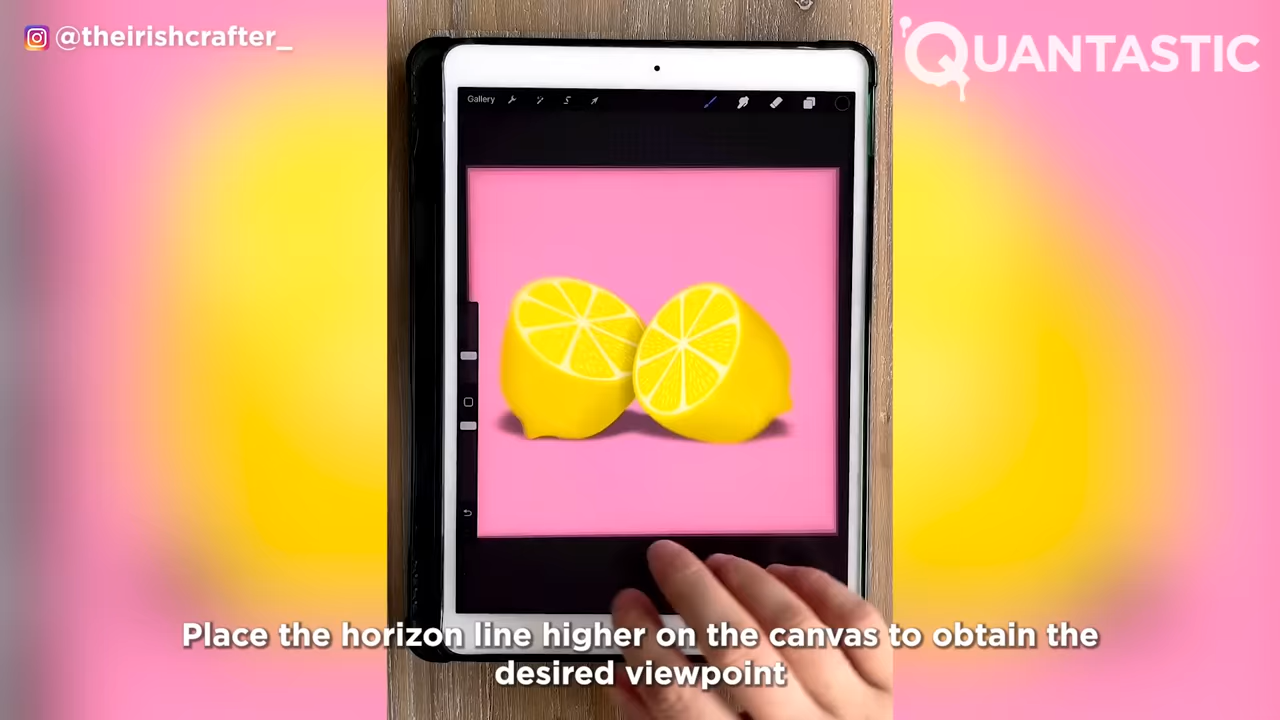 @theirishcrafter_
QUANTASTIC
Gallery
Place the horizon line higher on the canvas to obtain the
desired viewpoint